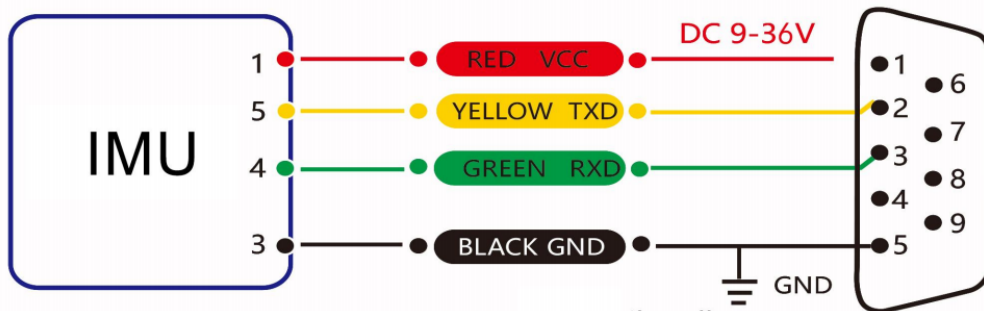 DC 9-36V
1 RED VCC 1
6
5 YELLOW TXD 2
7
IMU
4 GREEN RXD 3
8
4
9
3 BLACK GND 5
GND